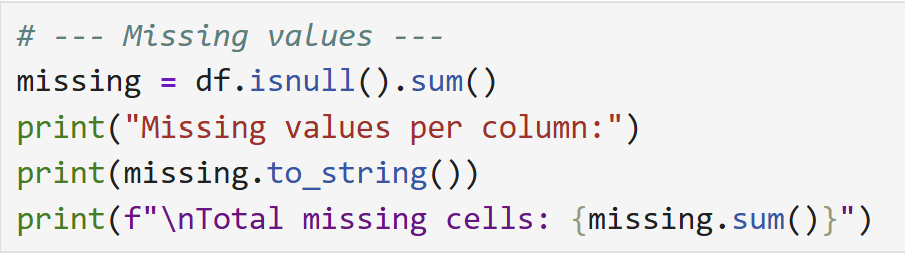 # --- Missing values ---
missing = df.isnull().sum()
print("Missing values per column:")
print(missing.to_string())
print(f"\nTotal missing cells: {missing.sum()}")